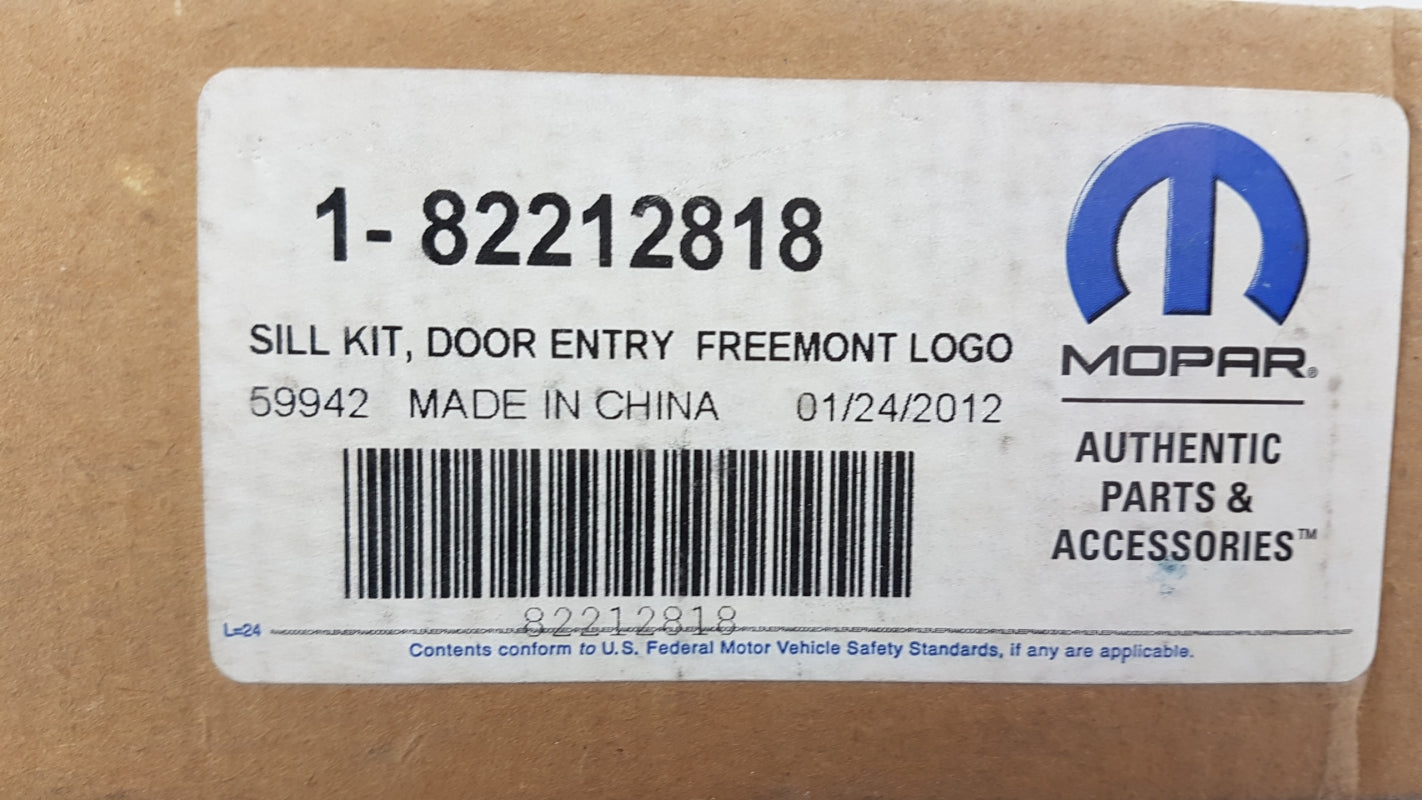 1- 82212818
SILL KIT, DOOR ENTRY FREEMONT LOGO
59942 MADE IN CHINA 01/24/2012
82212818
L=24
Contents conform to U.S. Federal Motor Vehicle Safety Standards, if any are applicable.
MOPAR®
AUTHENTIC
PARTS &
ACCESSORIES™